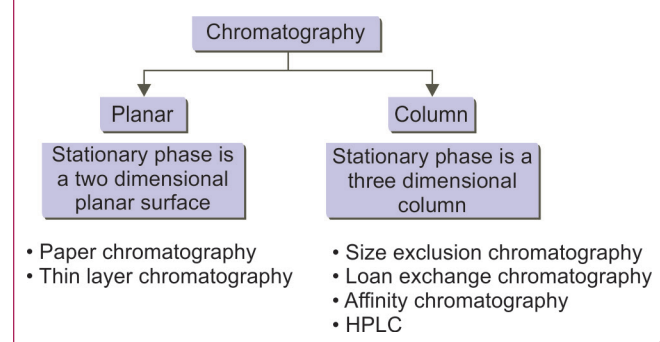 Chromatography
Planar
Column
Stationary phase is
a two dimensional
planar surface
Stationary phase is a
three dimensional
column
• Paper chromatography
• Thin layer chromatography
• Size exclusion chromatography
• Loan exchange chromatography
• Affinity chromatography
• HPLC